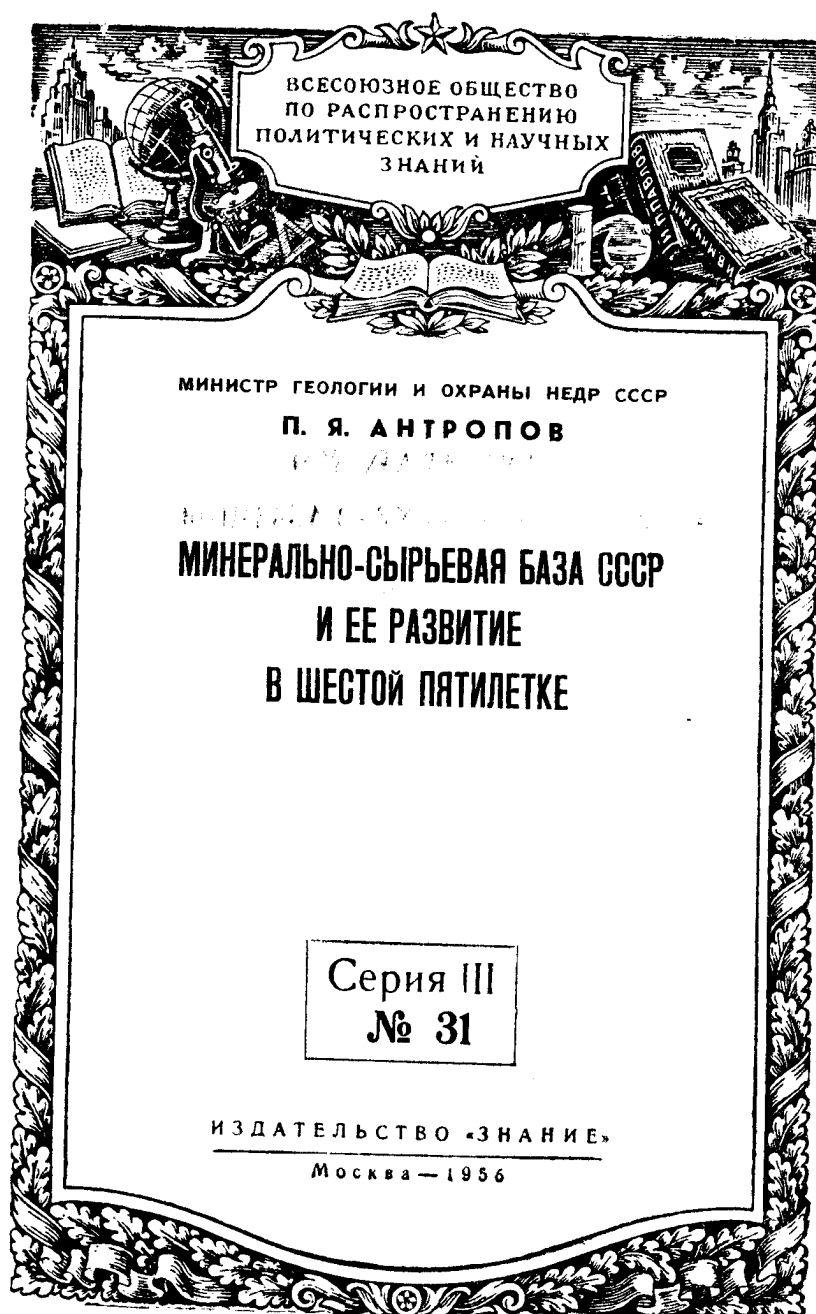 ВСЕСОЮЗНОЕ ОБЩЕСТВО
ПО РАСПРОСТРАНЕНИЮ
ПОЛИТИЧЕСКИХ И НАУЧНЫХ
ЗНАНИЙ
МИНИСТР ГЕОЛОГИИ И ОХРАНЫ НЕДР СССР
П. Я. АНТРОПОВ
МИНЕРАЛЬНО-СЫРЬЕВАЯ БАЗА СССР
И ЕЕ РАЗВИТИЕ
В ШЕСТОЙ ПЯТИЛЕТКЕ
Серия III
№ 31
ИЗДАТЕЛЬСТВО «ЗНАНИЕ»
Москва — 1956